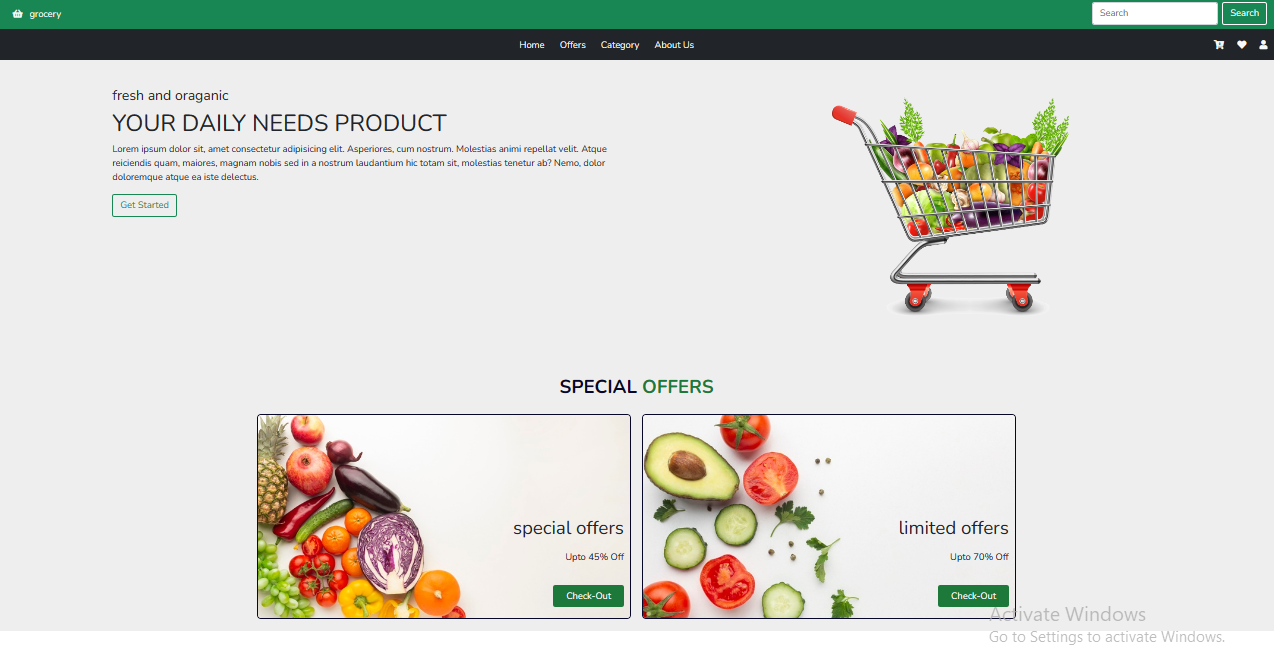 grocery
Search
Search
Home Offers Category About Us
fresh and oraganic
YOUR DAILY NEEDS PRODUCT
Lorem ipsum dolor sit, amet consectetur adipisicing elit. Asperiores, cum nostrum. Molestias animi repellat velit. Atque
reiciendis quam, maiores, magnam nobis sed in a nostrum laudantium hic totam sit, molestias tenetur ab? Nemo, dolor
doloremque atque ea iste delectus.
Get Started
SPECIAL OFFERS
special offers
Upto 45% Off
Check-Out
limited offers
Upto 70% Off
Check-Out
Activate Windows
Go to Settings to activate Windows.